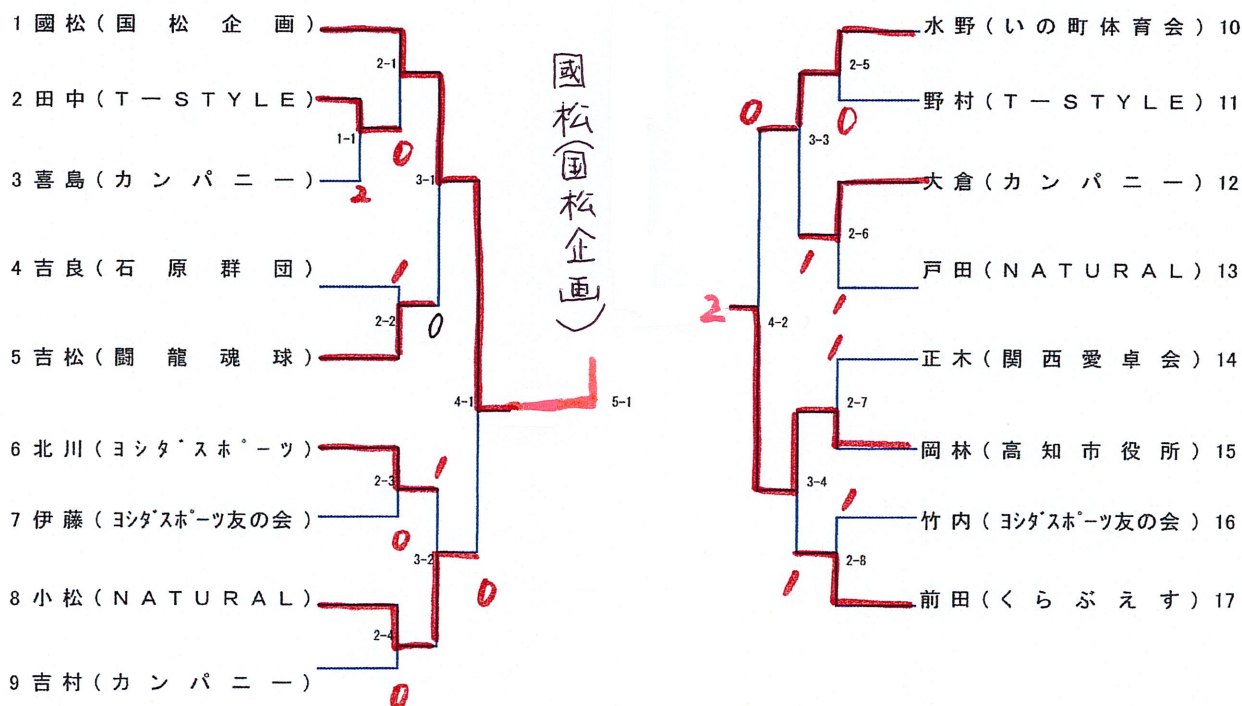 1 國松(国松企画)
2-1
2 田中(T-STYLE)
1-1
0
3 喜島(カンパニー)
2
3-1
4 吉良(石原群団)
1
2-2
0
5 吉松(闘龍魂球)
4-1
6 北川(ヨシダスポーツ)
2-3
1
7 伊藤(ヨシダスポーツ友の会)
0
3-2
0
8 小松(NATURAL)
2-4
9 吉村(カンパニー)
0
國松(国松企画)
5-1
水野(いの町体育会) 10
2-5
野村(T-STYLE) 11
0
0
3-3
大倉(カンパニー) 12
2-6
1
戸田(NATURAL) 13
1
2
4-2
正木(関西愛卓会) 14
1
2-7
岡林(高知市役所) 15
3-4
1
竹内(ヨシダスポーツ友の会) 16
2-8
1
前田(くらぶえす) 17